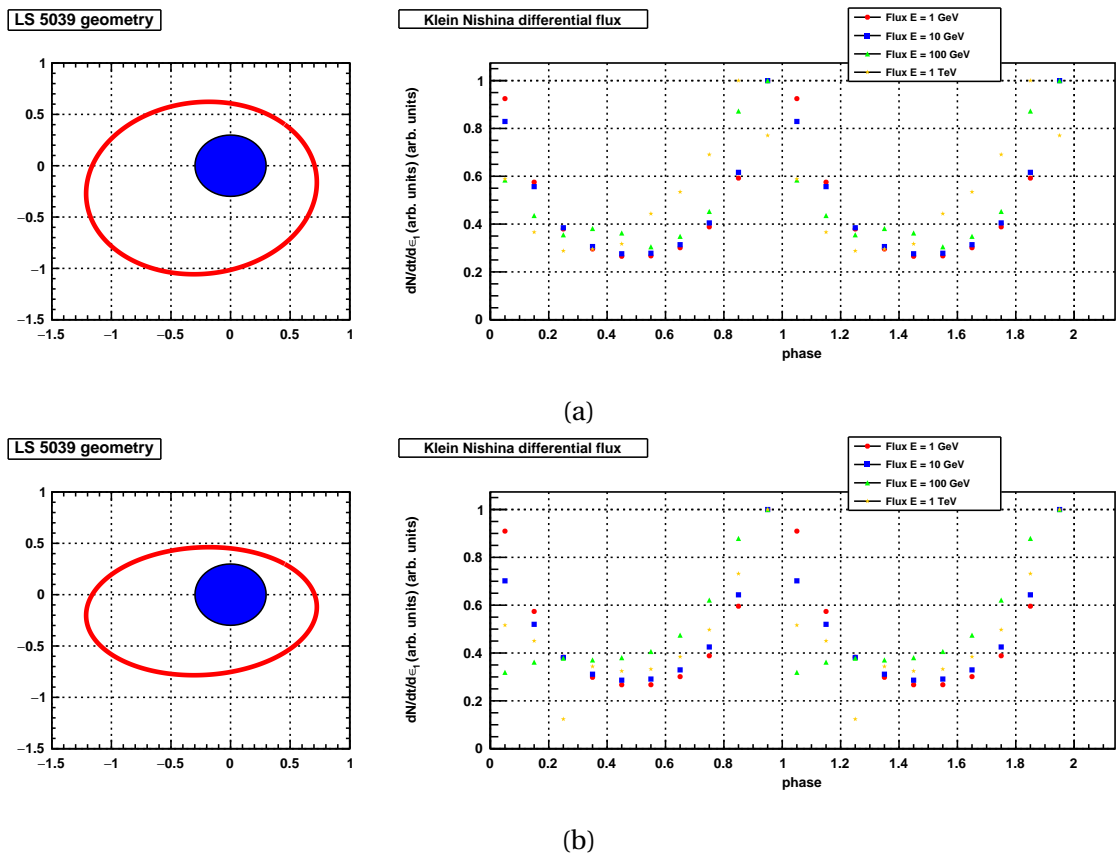 LS 5039 geometry
Klein Nishina differential flux
Flux E = 1 GeV
Flux E = 10 GeV
Flux E = 100 GeV
Flux E = 1 TeV
1
0.5
0
−0.5
−1
−1.5
−1.5 −1 −0.5 0 0.5 1
dN/dt/dε₁ (arb. units) (arb. units)
1
0.8
0.6
0.4
0.2
0
0 0.2 0.4 0.6 0.8 1 1.2 1.4 1.6 1.8 2
phase
(a)
LS 5039 geometry
Klein Nishina differential flux
Flux E = 1 GeV
Flux E = 10 GeV
Flux E = 100 GeV
Flux E = 1 TeV
1
0.5
0
−0.5
−1
−1.5
−1.5 −1 −0.5 0 0.5 1
dN/dt/dε₁ (arb. units) (arb. units)
1
0.8
0.6
0.4
0.2
0
0 0.2 0.4 0.6 0.8 1 1.2 1.4 1.6 1.8 2
phase
(b)